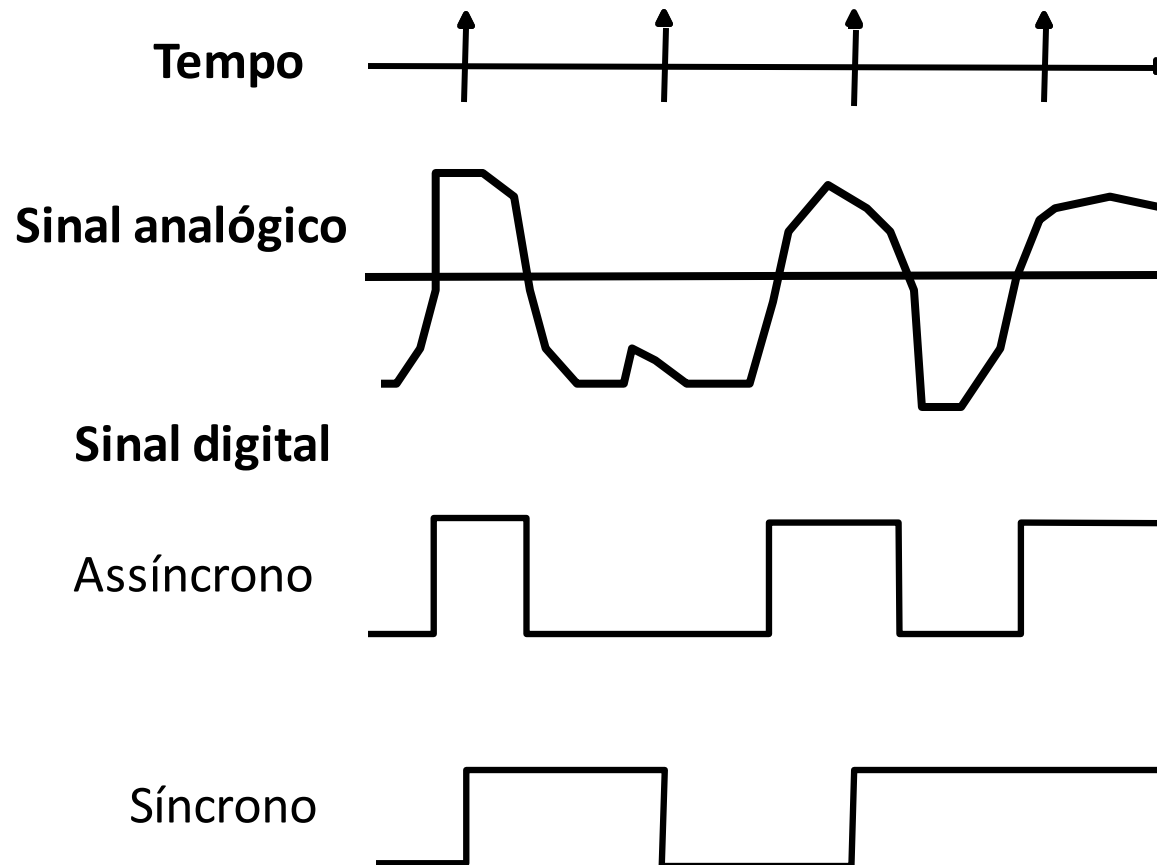 Tempo
Sinal analógico
Sinal digital
Assíncrono
Síncrono